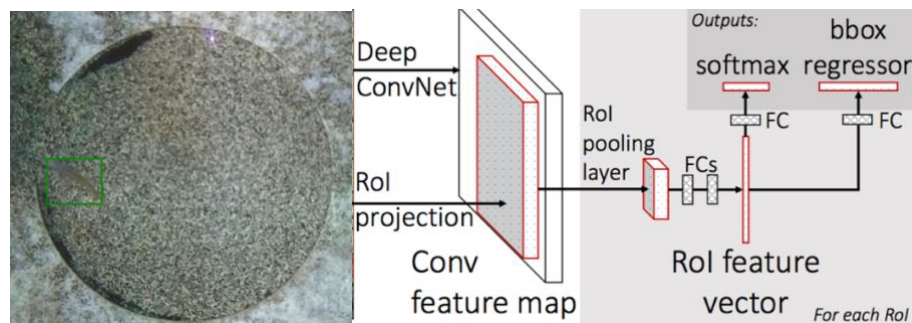 Deep
ConvNet
RoI
projection
Conv
feature map
RoI
pooling
layer
FCs
Outputs:
softmax
bbox
regressor
FC
FC
RoI feature
vector
For each RoI